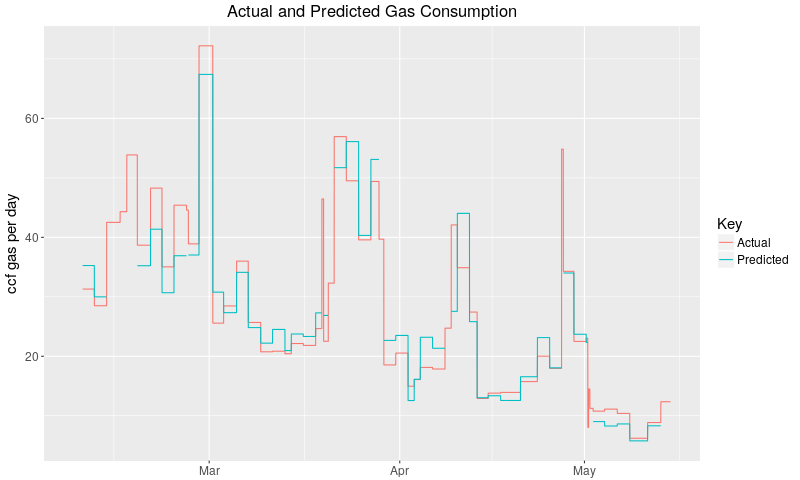 Actual and Predicted Gas Consumption
ccf gas per day
60
40
20
Mar
Apr
May
Key
Actual
Predicted